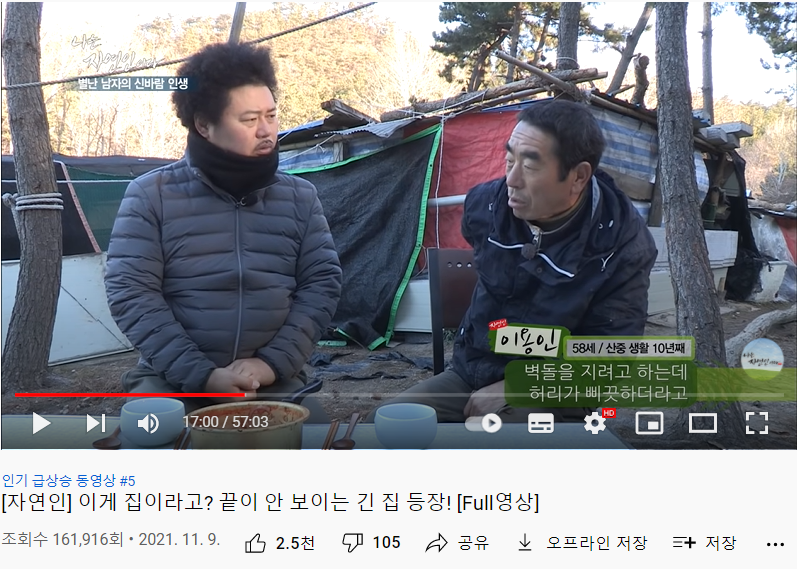 나는
자연인이다
별난 남자의 신바람 인생
자연인
이용인
58세 / 산중 생활 10년째
벽돌을 지려고 하는데
허리가 삐끗하더라고
17:00 / 57:03
HD
인기 급상승 동영상 #5
[자연인] 이게 집이라고? 끝이 안 보이는 긴 집 등장! [Full영상]
조회수 161,916회 • 2021. 11. 9.
2.5천
105
공유
오프라인 저장
저장